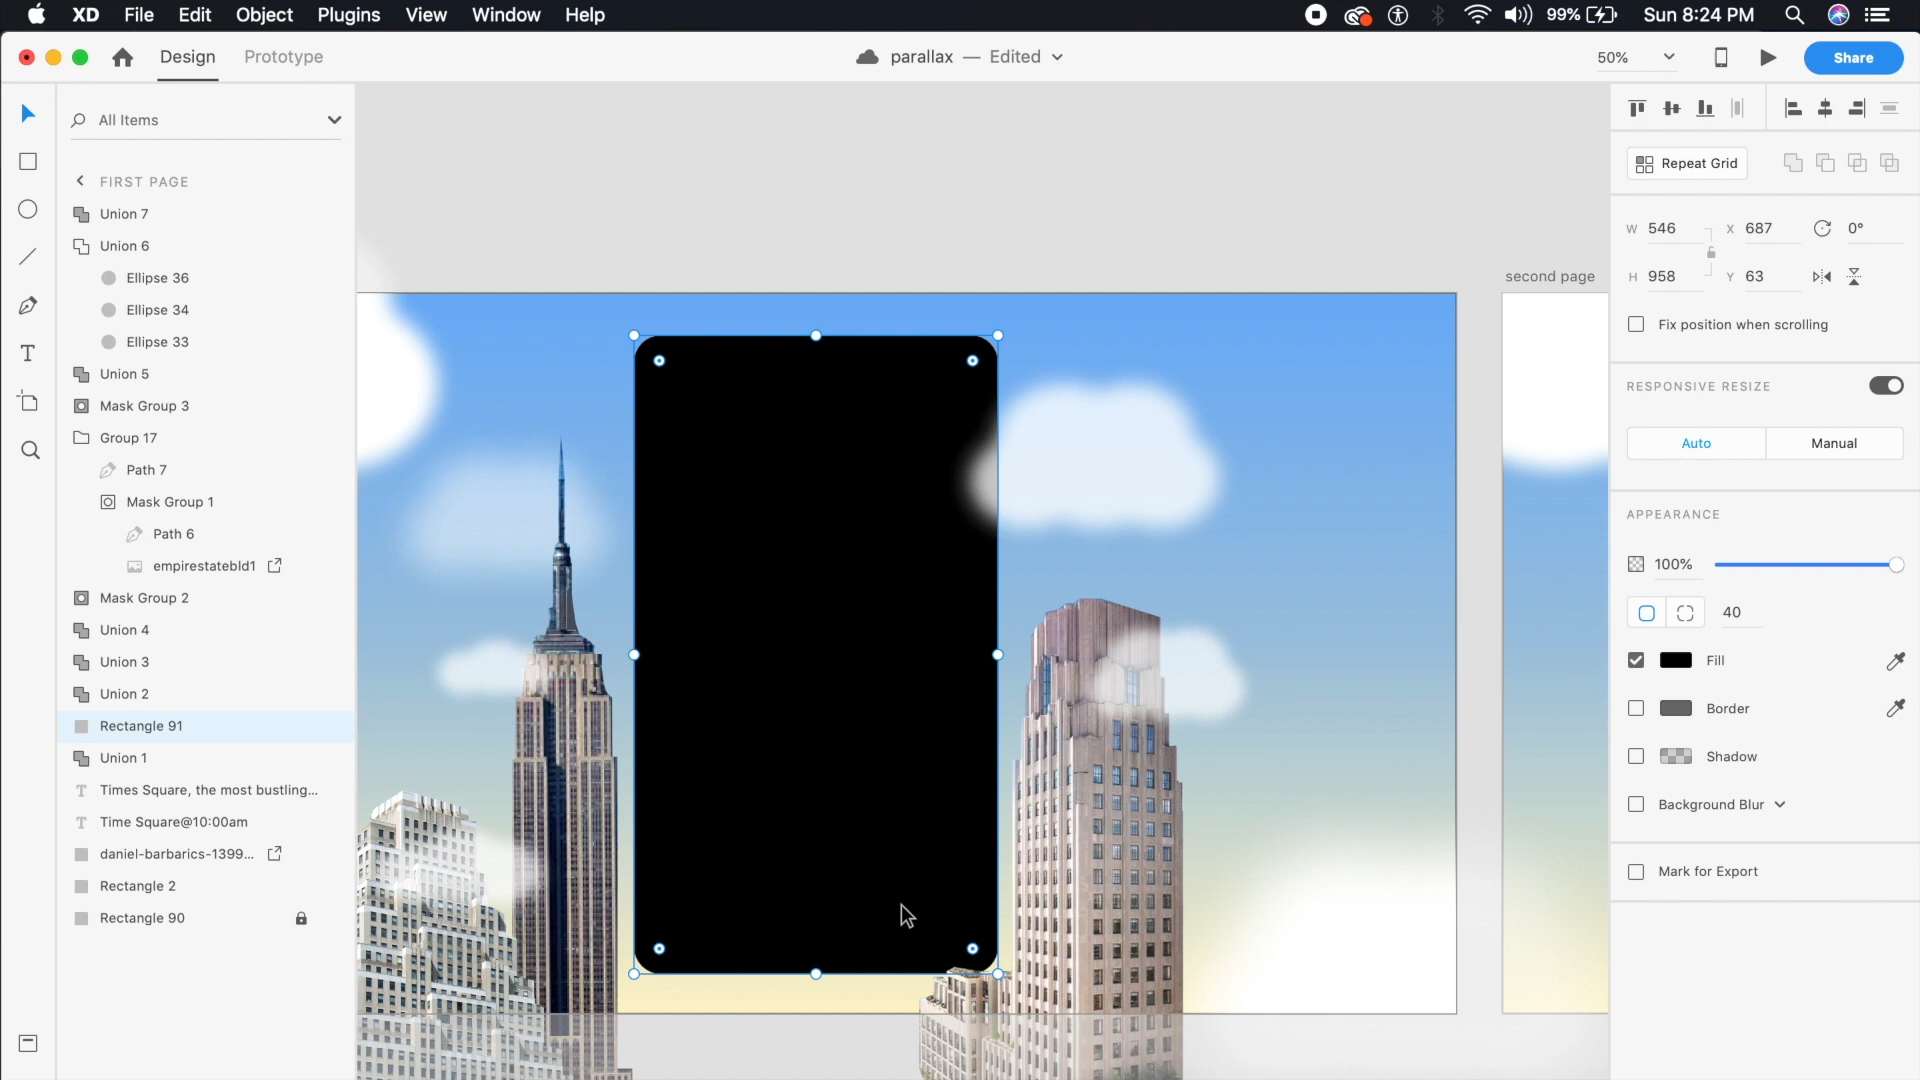 XD File Edit Object Plugins View Window Help 99% Sun 8:24 PM
Design Prototype parallax — Edited 50% Share
All Items
FIRST PAGE
Union 7
Union 6
Ellipse 36
Ellipse 34
Ellipse 33
Union 5
Mask Group 3
Group 17
Path 7
Mask Group 1
Path 6
empirestatebld1
Mask Group 2
Union 4
Union 3
Union 2
Rectangle 91
Union 1
Times Square, the most bustling...
Time Square@10:00am
daniel-barbarics-1399...
Rectangle 2
Rectangle 90
second page
Repeat Grid
W 546 X 687 0°
H 958 Y 63
Fix position when scrolling
RESPONSIVE RESIZE
Auto Manual
APPEARANCE
100%
40
Fill
Border
Shadow
Background Blur
Mark for Export